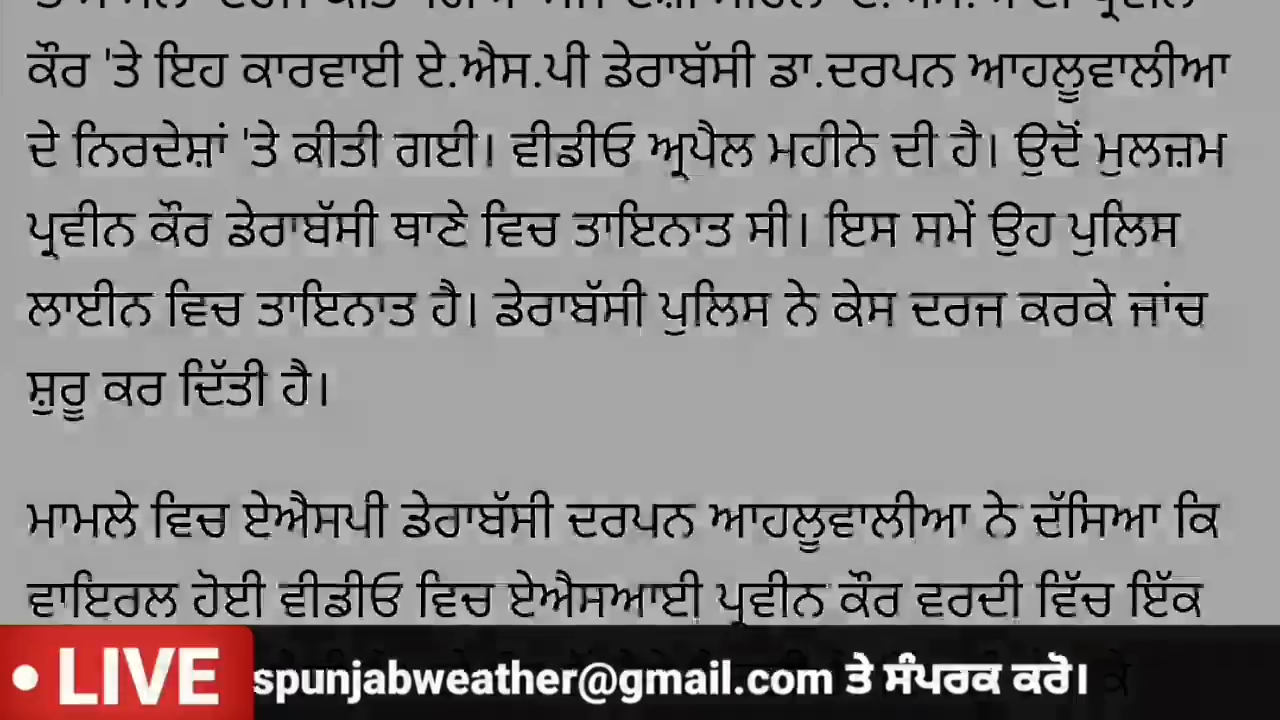 ਕੌਰ 'ਤੇ ਇਹ ਕਾਰਵਾਈ ਏ.ਐਸ.ਪੀ ਡੇਰਾਬੱਸੀ ਡਾ.ਦਰਪਨ ਆਹਲੂਵਾਲੀਆ
ਦੇ ਨਿਰਦੇਸ਼ਾਂ 'ਤੇ ਕੀਤੀ ਗਈ। ਵੀਡੀਓ ਅ੍ਰਪੈਲ ਮਹੀਨੇ ਦੀ ਹੈ। ਉਦੋਂ ਮੁਲਜ਼ਮ
ਪ੍ਰਵੀਨ ਕੌਰ ਡੇਰਾਬੱਸੀ ਥਾਣੇ ਵਿਚ ਤਾਇਨਾਤ ਸੀ। ਇਸ ਸਮੇਂ ਉਹ ਪੁਲਿਸ
ਲਾਈਨ ਵਿਚ ਤਾਇਨਾਤ ਹੈ। ਡੇਰਾਬੱਸੀ ਪੁਲਿਸ ਨੇ ਕੇਸ ਦਰਜ ਕਰਕੇ ਜਾਂਚ
ਸ਼ੁਰੂ ਕਰ ਦਿੱਤੀ ਹੈ।
ਮਾਮਲੇ ਵਿਚ ਏਐਸਪੀ ਡੇਰਾਬੱਸੀ ਦਰਪਨ ਆਹਲੂਵਾਲੀਆ ਨੇ ਦੱਸਿਆ ਕਿ
ਵਾਇਰਲ ਹੋਈ ਵੀਡੀਓ ਵਿਚ ਏਐਸਆਈ ਪ੍ਰਵੀਨ ਕੌਰ ਵਰਦੀ ਵਿੱਚ ਇੱਕ
• LIVE spunjabweather@gmail.com ਤੇ ਸੰਪਰਕ ਕਰੋ।